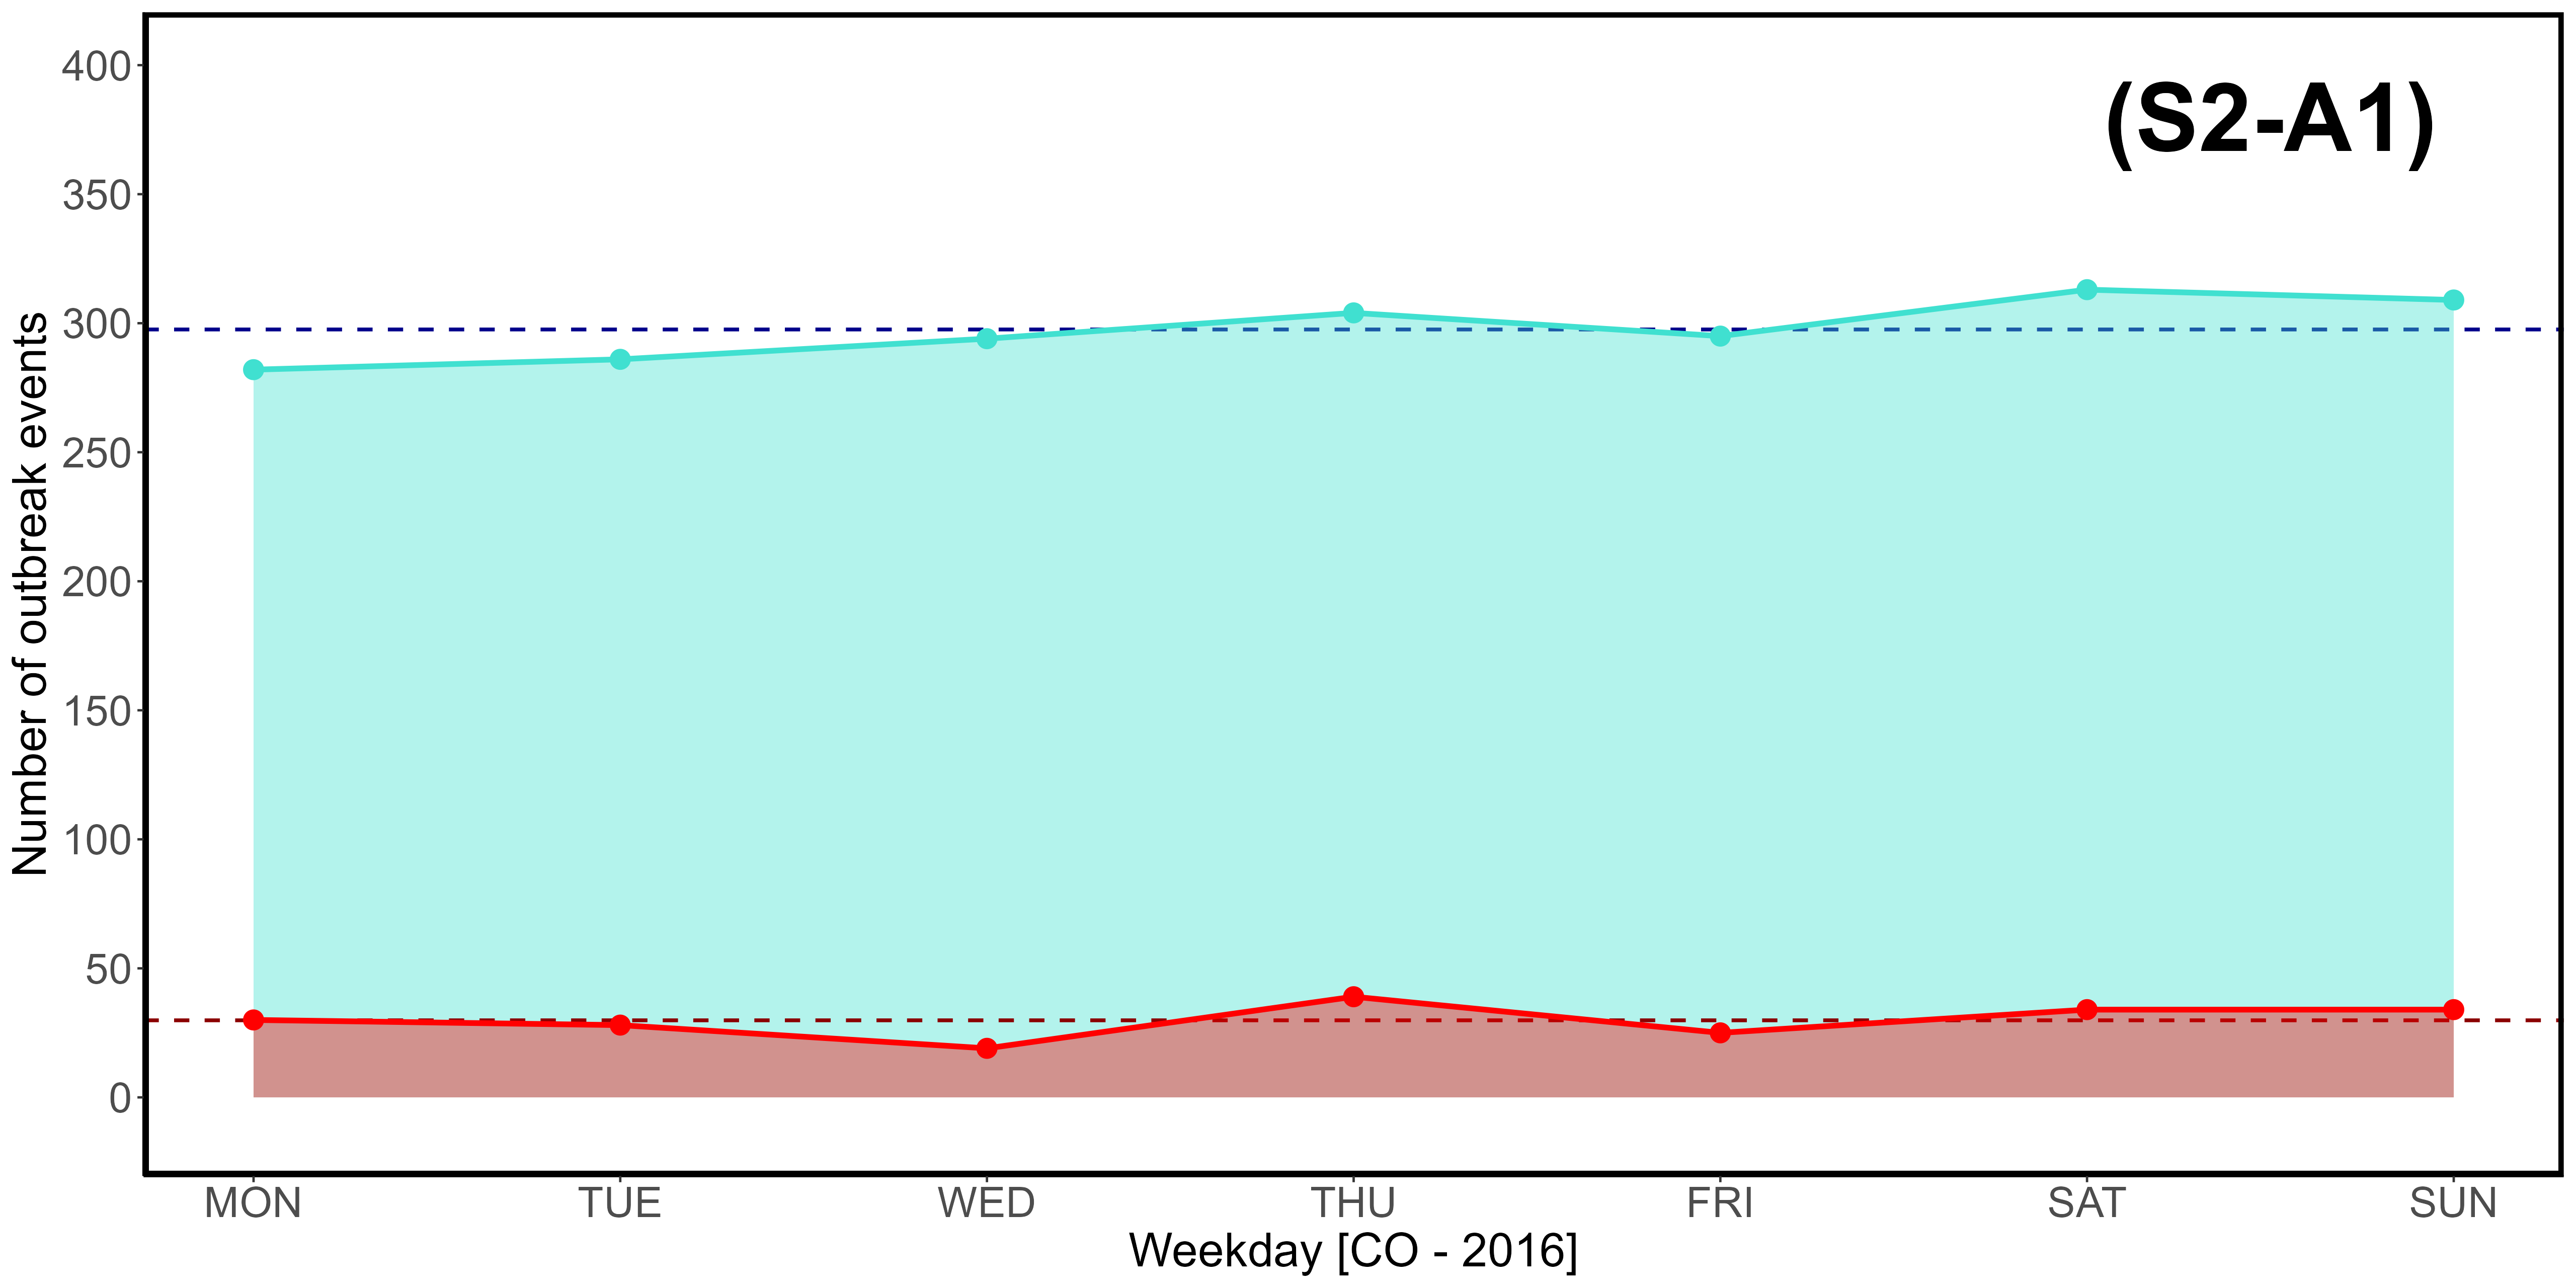 (S2-A1)
Number of outbreak events
400
350
300
250
200
150
100
50
0
MON TUE WED THU FRI SAT SUN
Weekday [CO - 2016]